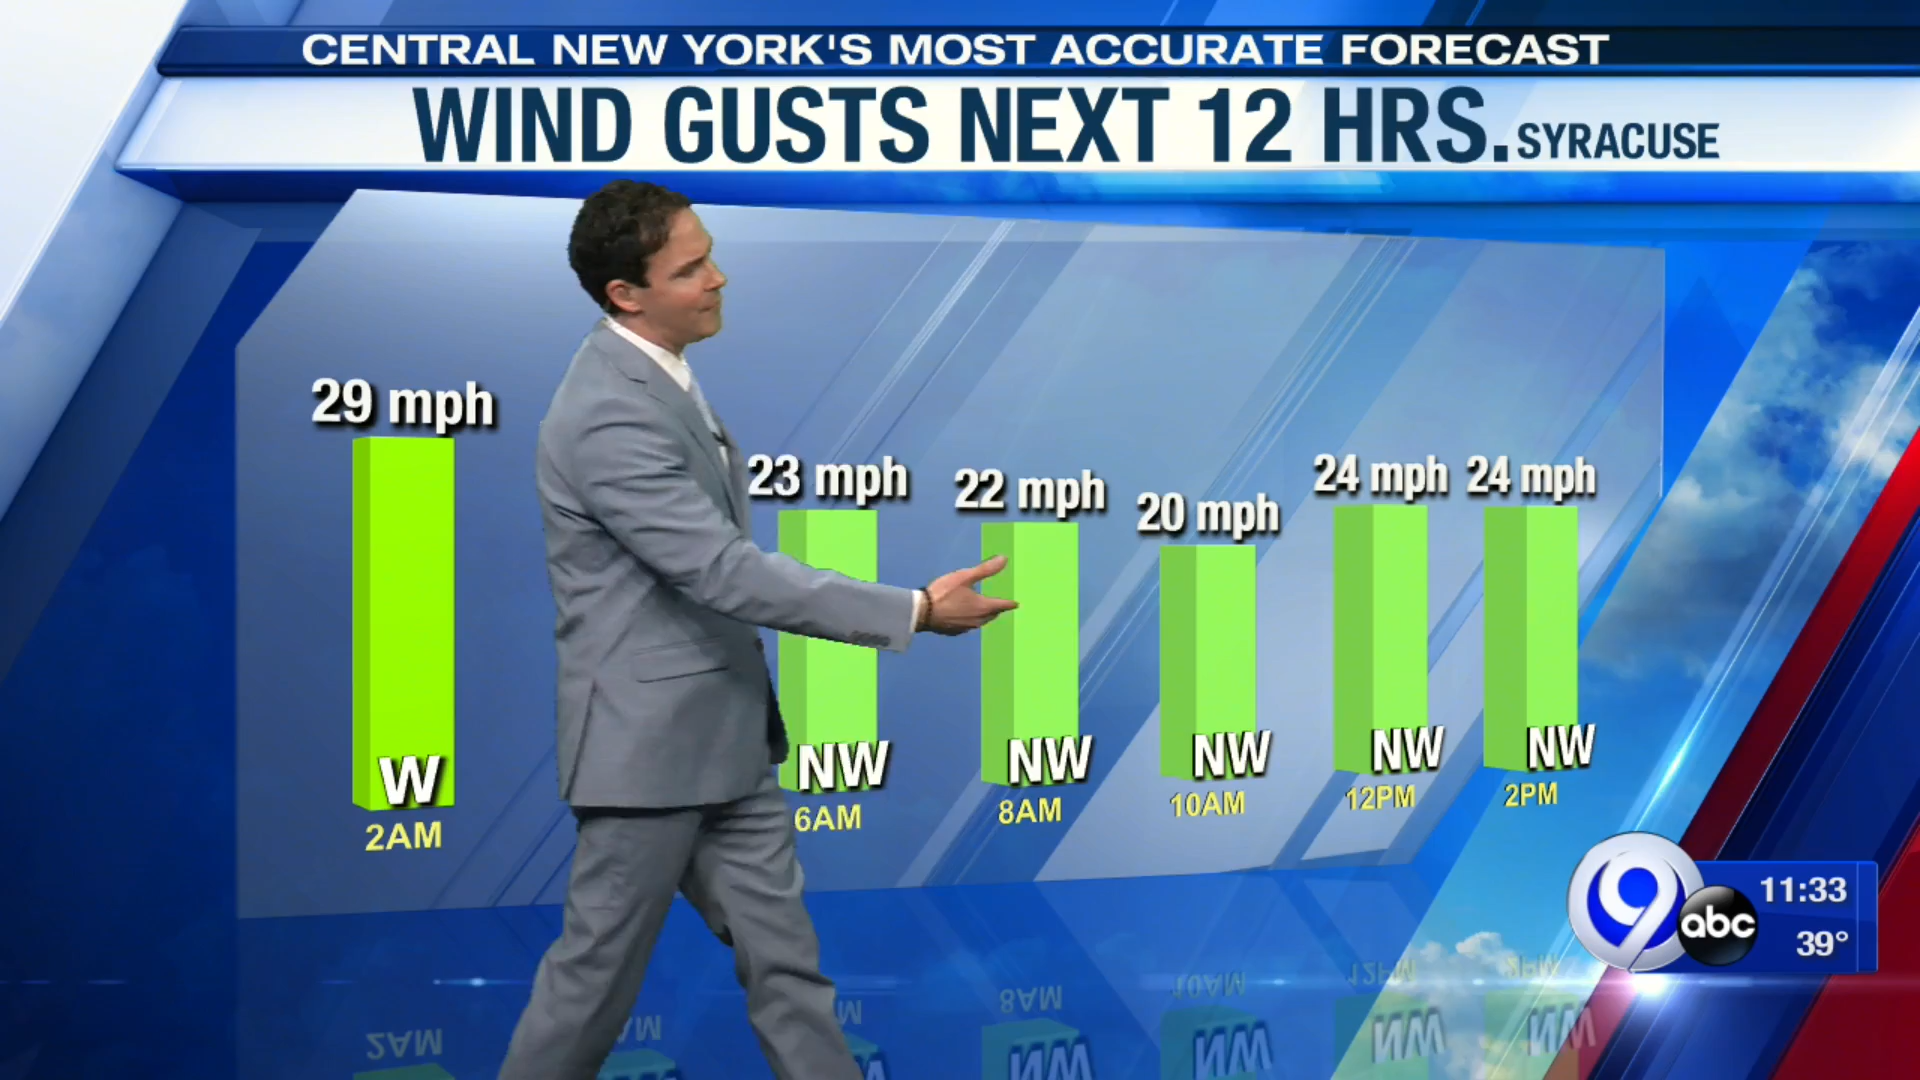 CENTRAL NEW YORK'S MOST ACCURATE FORECAST
WIND GUSTS NEXT 12 HRS. SYRACUSE
29 mph
23 mph
22 mph
20 mph
24 mph
24 mph
W
NW
NW
NW
NW
NW
2AM
6AM
8AM
10AM
12PM
2PM
9
abc
11:33
39°